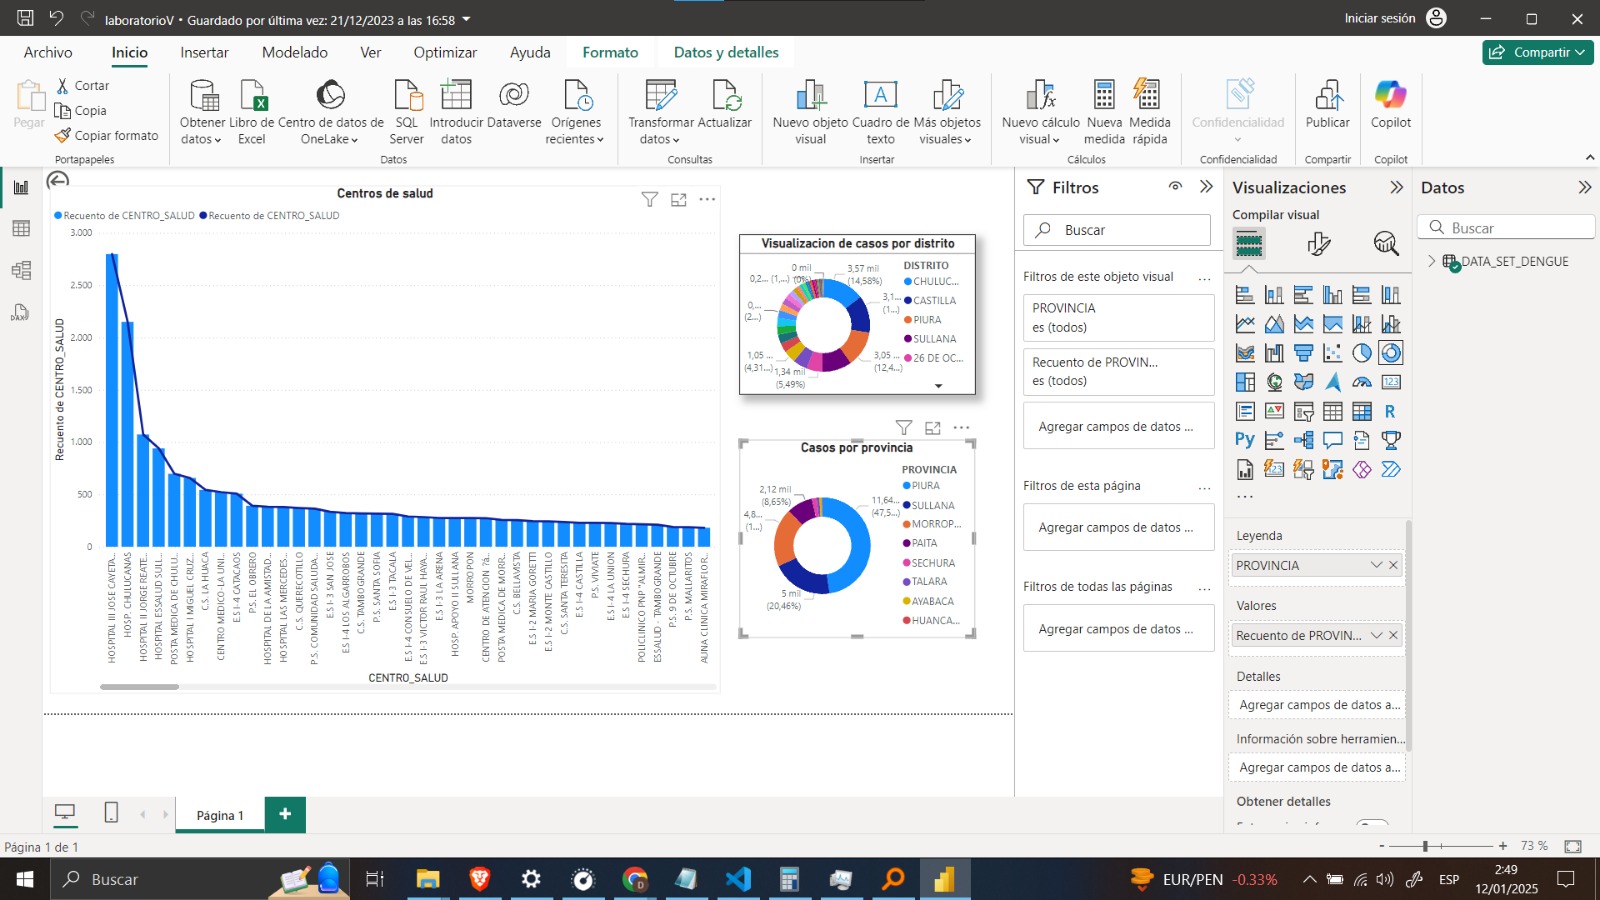 laboratorioV • Guardado por última vez: 21/12/2023 a las 16:58
Iniciar sesión
Archivo
Inicio
Insertar
Modelado
Ver
Optimizar
Ayuda
Formato
Datos y detalles
Compartir
Pegar
Cortar
Copia
Copiar formato
Portapapeles
Obtener datos
Libro de Excel
Centro de datos de OneLake
SQL Server
Introducir datos
Dataverse
Orígenes recientes
Datos
Transformar datos
Actualizar
Consultas
Nuevo objeto visual
Cuadro de texto
Más objetos visuales
Insertar
Nuevo cálculo visual
Nueva medida
Medida rápida
Cálculos
Confidencialidad
Confidencialidad
Publicar
Compartir
Copilot
Copilot
Centros de salud
Recuento de CENTRO_SALUD
Recuento de CENTRO_SALUD
Recuento de CENTRO_SALUD
3.000
2.500
2.000
1.500
1.000
500
0
HOSPITAL III JOSE CAYETA...
HOSP. CHULUCANAS
HOSPITAL II JORGE REATE...
HOSPITAL ESSALUD SULL...
POSTA MEDICA DE CHULU...
HOSPITAL I MIGUEL CRUZ...
C.S. LA HUACA
CENTRO MEDICO-LA UNI...
E.S I-4 CATACAOS
P.S. EL OBRERO
HOSPITAL DE LA AMISTAD...
HOSPITAL LAS MERCEDES...
C.S. QUERECOTILLO
P.S. COMUNIDAD SALUDA...
E.S I-3 SAN JOSE
E.S I-4 LOS ALGARROBOS
C.S. TAMBOGRANDE
P.S. SANTA SOFIA
E.S I-3 TACALA
E.S I-4 CONSUELO DE VEL...
E.S I-3 VICTOR RAUL HAYA...
E.S I-3 LA ARENA
HOSP. APOYO II SULLANA
MORROPON
CENTRO DE ATENCION ?â...
POSTA MEDICA DE MORR...
C.S. BELLAVISTA
E.S I-2 MARIA GORETTI
E.S I-2 MONTE CASTILLO
C.S. SANTA TERESITA
E.S I-4 CASTILLA
P.S. VIVIATE
E.S I-4 LA UNION
E.S I-4 SECHURA
POLICLINICO PNP "ALMIR...
ESSALUD - TAMBOGRANDE
P.S. 9 DE OCTUBRE
P.S. MALLARITOS
AUNA CLINICA MIRAFLOR...
CENTRO_SALUD
Visualizacion de casos por distrito
0 mil
(0%)
0,2...
(1,...)
0,...
(2...)
1,05 ...
(4,31...)
1,34 mil
(5,49%)
3,05 ...
(12,4...)
3,1...
(1...)
3,57 mil
(14,58%)
DISTRITO
CHULUC...
CASTILLA
PIURA
SULLANA
26 DE OC...
Casos por provincia
2,12 mil
(8,65%)
4,8...
(1...)
5 mil
(20,46%)
11,64...
(47,5...)
PROVINCIA
PIURA
SULLANA
MORROP...
PAITA
SECHURA
TALARA
AYABACA
HUANCA...
Filtros
Buscar
Filtros de este objeto visual
PROVINCIA
es (todos)
Recuento de PROVIN...
es (todos)
Agregar campos de datos ...
Filtros de esta página
Agregar campos de datos ...
Filtros de todas las páginas
Agregar campos de datos ...
Visualizaciones
Compilar visual
123
R
Py
Leyenda
PROVINCIA
Valores
Recuento de PROVIN...
Detalles
Agregar campos de datos a...
Información sobre herramien...
Agregar campos de datos a...
Obtener detalles
Datos
Buscar
DATA_SET_DENGUE
Página 1
Página 1 de 1
73 %
Buscar
EUR/PEN -0.33%
ESP
2:49
12/01/2025